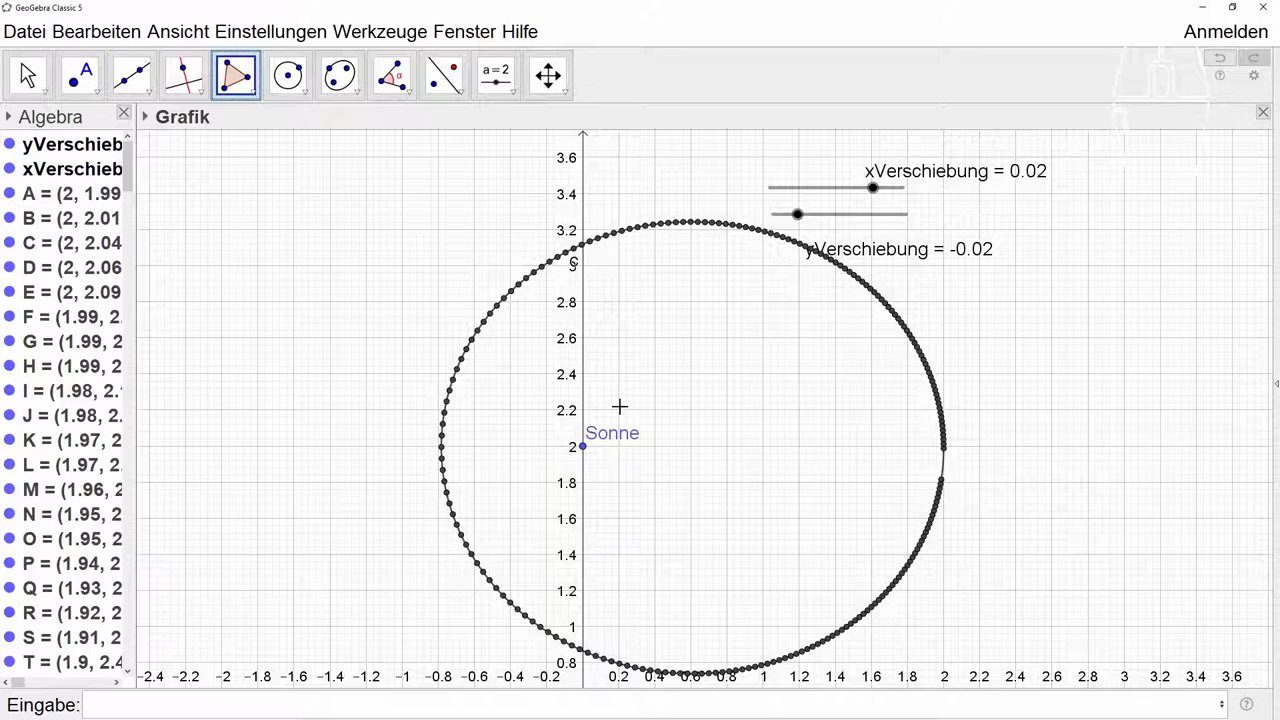 GeoGebra Classic 5
Datei Bearbeiten Ansicht Einstellungen Werkzeuge Fenster Hilfe
Anmelden
A
α
a = 2
Algebra
Grafik
yVerschieb
xVerschieb
A = (2, 1.99
B = (2, 2.01
C = (2, 2.04
D = (2, 2.06
E = (2, 2.09
F = (1.99, 2.
G = (1.99, 2
H = (1.99, 2
I = (1.98, 2.
J = (1.98, 2
K = (1.97, 2
L = (1.97, 2
M = (1.96, 2
N = (1.95, 2
O = (1.95, 2
P = (1.94, 2
Q = (1.93, 2
R = (1.92, 2
S = (1.91, 2
T = (1.9, 2.4
xVerschiebung = 0.02
yVerschiebung = -0.02
3.6
3.4
3.2
3
2.8
2.6
2.4
2.2
2
1.8
1.6
1.4
1.2
1
0.8
Sonne
-2.4 -2.2 -2 -1.8 -1.6 -1.4 -1.2 -1 -0.8 -0.6 -0.4 -0.2 0.2 0.4 0.6 0.8 1 1.2 1.4 1.6 1.8 2 2.2 2.4 2.6 2.8 3 3.2 3.4 3.6
Eingabe: